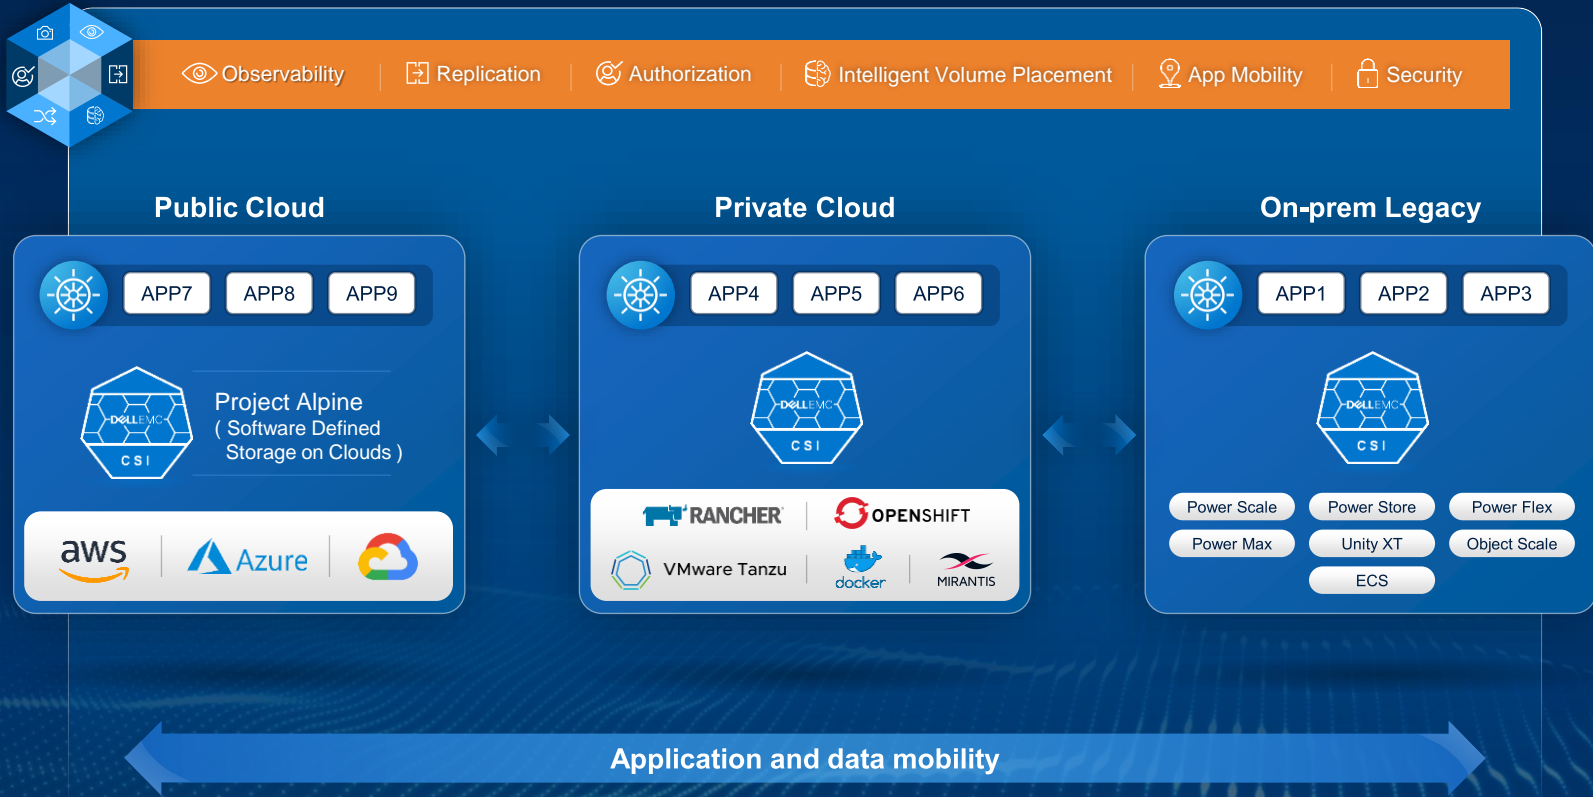 Observability
Replication
Authorization
Intelligent Volume Placement
App Mobility
Security
Public Cloud
APP7
APP8
APP9
DELLEMC
CSI
Project Alpine
( Software Defined
Storage on Clouds )
aws
Azure
Private Cloud
APP4
APP5
APP6
DELLEMC
CSI
RANCHER
OPENSHIFT
VMware Tanzu
docker
MIRANTIS
On-prem Legacy
APP1
APP2
APP3
DELLEMC
CSI
Power Scale
Power Store
Power Flex
Power Max
Unity XT
Object Scale
ECS
Application and data mobility